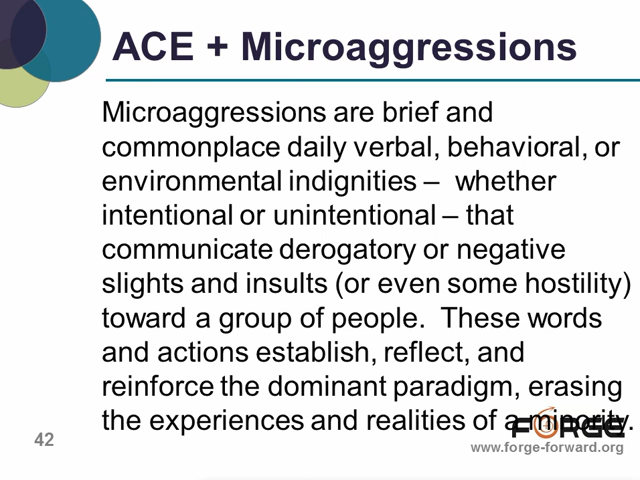 ACE + Microaggressions
Microaggressions are brief and
commonplace daily verbal, behavioral, or
environmental indignities – whether
intentional or unintentional – that
communicate derogatory or negative
slights and insults (or even some hostility)
toward a group of people. These words
and actions establish, reflect, and
reinforce the dominant paradigm, erasing
the experiences and realities of a minority.
FORGE
42
www.forge-forward.org